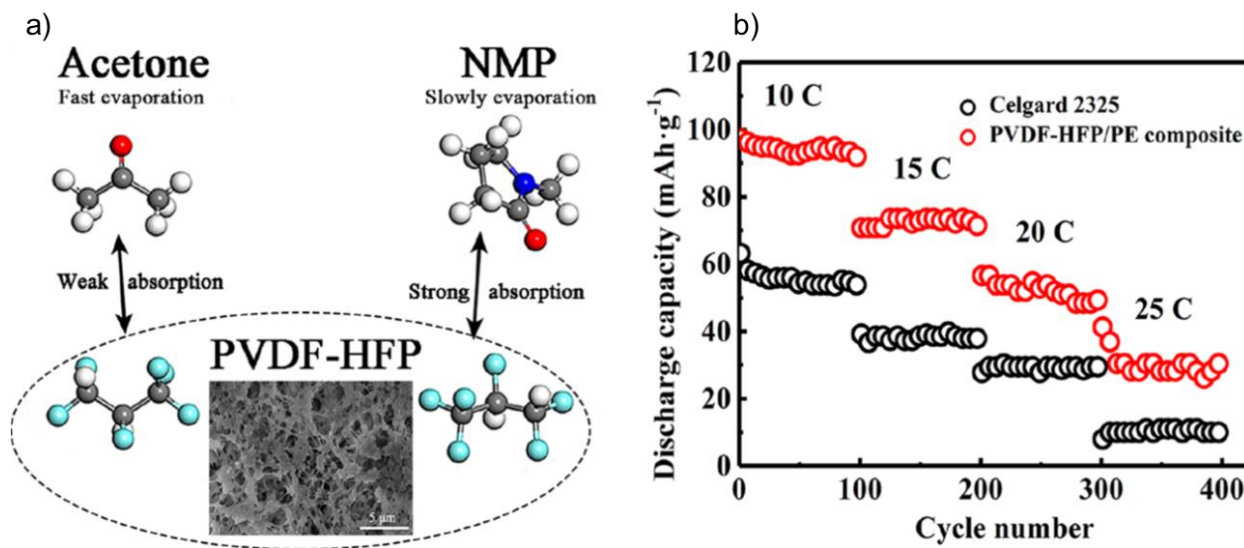 a)
Acetone
Fast evaporation
NMP
Slowly evaporation
Weak absorption
Strong absorption
PVDF-HFP
5 μm
b)
Discharge capacity (mAh·g⁻¹)
120
100
80
60
40
20
0
10 C
15 C
20 C
25 C
Celgard 2325
PVDF-HFP/PE composite
0 100 200 300 400
Cycle number